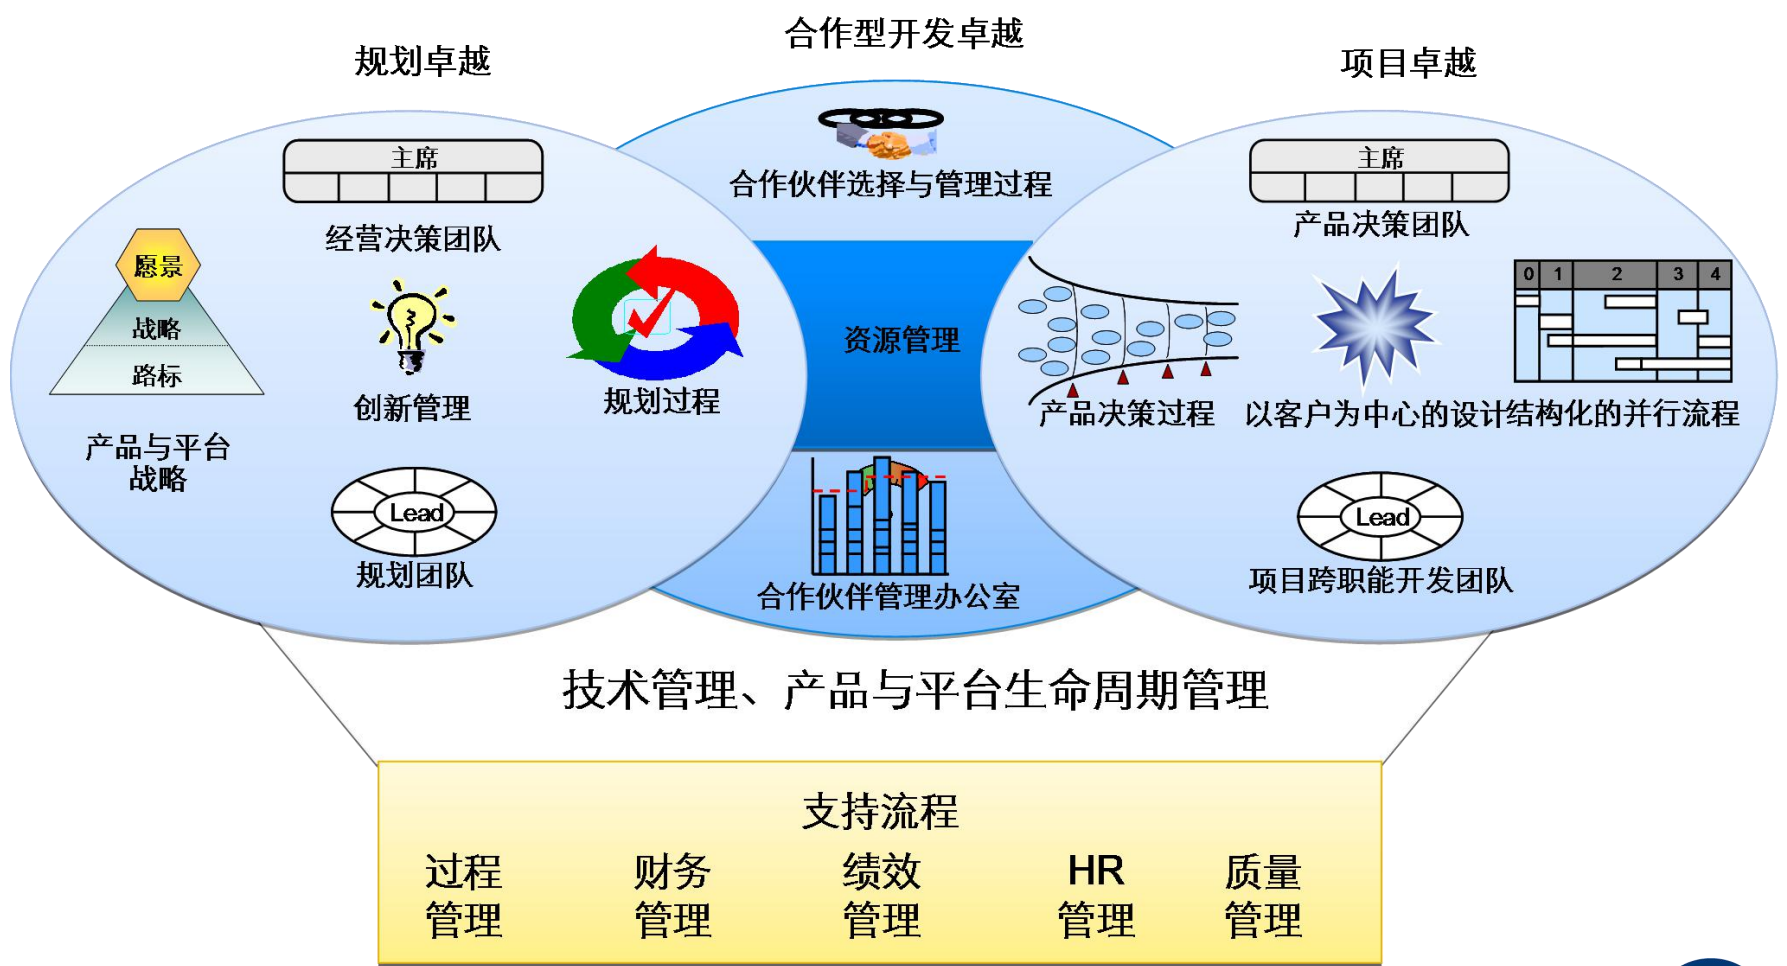 合作型开发卓越
规划卓越
项目卓越
主席
经营决策团队
愿景
战略
路标
产品与平台
战略
创新管理
规划过程
Lead
规划团队
合作伙伴选择与管理过程
资源管理
合作伙伴管理办公室
主席
产品决策团队
产品决策过程
以客户为中心的设计
0 1 2 3 4
结构化的并行流程
Lead
项目跨职能开发团队
技术管理、产品与平台生命周期管理
支持流程
过程
管理
财务
管理
绩效
管理
HR
管理
质量
管理